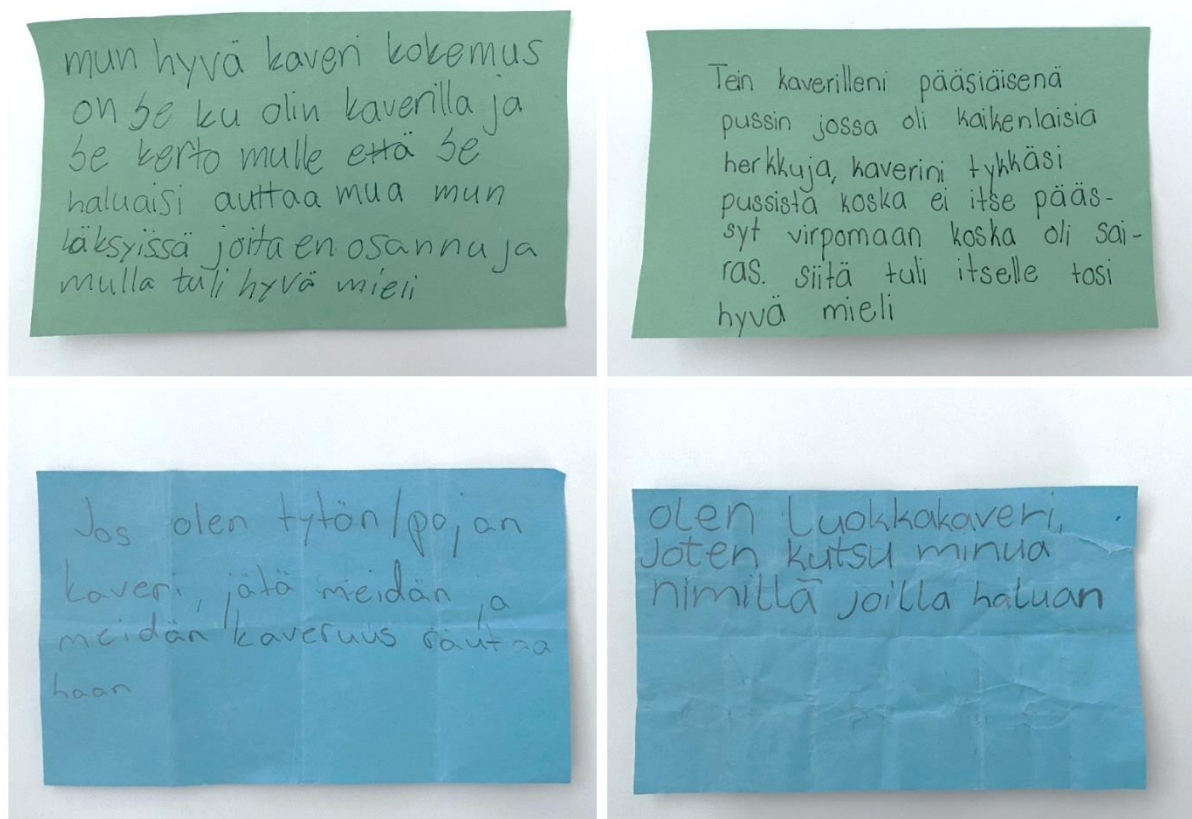 mun hyvä kaveri kokemus
on se ku olin kaverilla ja
se kerto mulle että se
haluaisi auttaa mua mun
läksyissä joita en osannu ja
mulla tuli hyvä mieli
Tein kaverilleni pääsiäisenä
pussin jossa oli kaikenlaisia
herkkuja, kaverini tykkäsi
pussista koska ei itse pääs-
syt virpomaan koska oli sai-
ras. siitä tuli itselle tosi
hyvä mieli
Jos olen tytön/pojan
kaveri, jätä meidän ja
meidän kaveruus rautaa
haan
olen luokkakaveri,
joten kutsu minua
nimillä joilla haluan